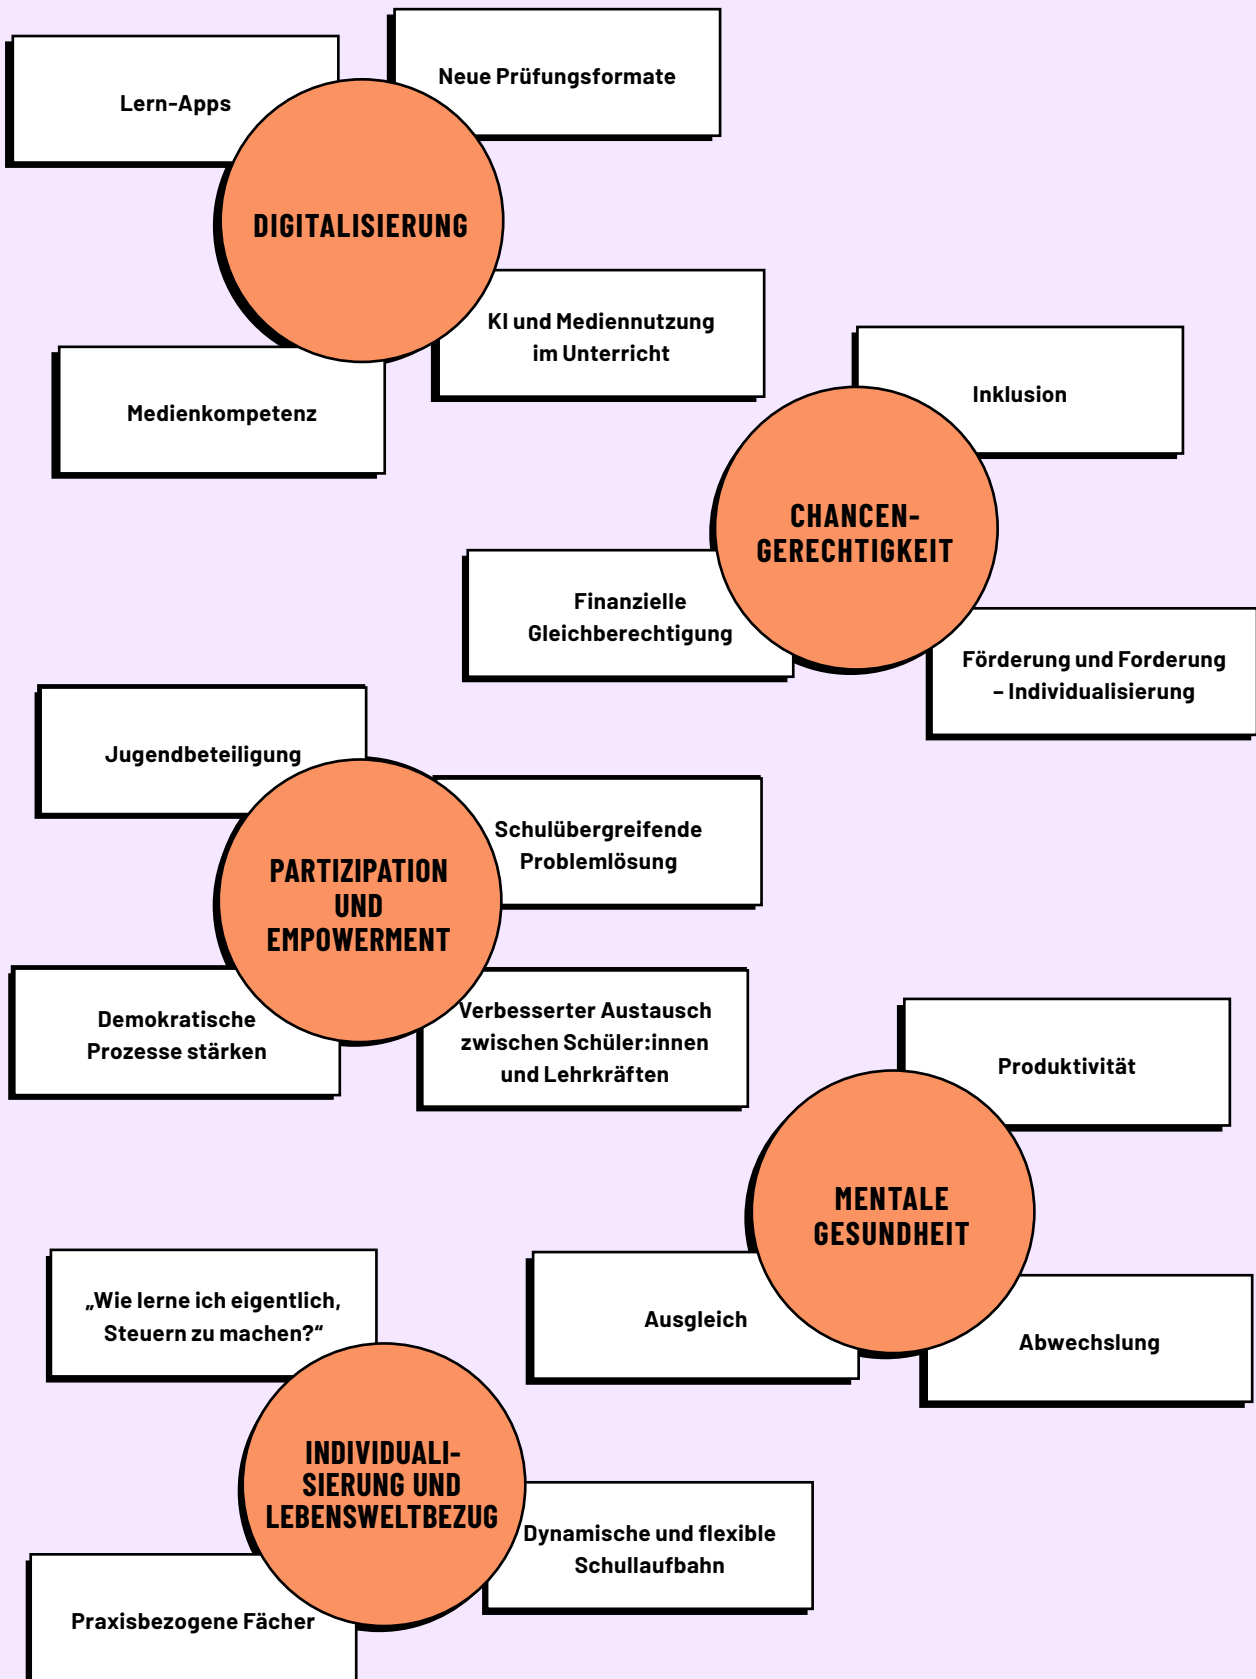 Lern-Apps
Neue Prüfungsformate
DIGITALISIERUNG
KI und Mediennutzung
im Unterricht
Medienkompetenz
Inklusion
CHANCEN-
GERECHTIGKEIT
Finanzielle
Gleichberechtigung
Förderung und Forderung
– Individualisierung
Jugendbeteiligung
Schulübergreifende
Problemlösung
PARTIZIPATION
UND
EMPOWERMENT
Demokratische
Prozesse stärken
Verbesserter Austausch
zwischen Schüler:innen
und Lehrkräften
Produktivität
MENTALE
GESUNDHEIT
Ausgleich
Abwechslung
„Wie lerne ich eigentlich,
Steuern zu machen?“
INDIVIDUALI-
SIERUNG UND
LEBENSWELTBEZUG
Dynamische und flexible
Schullaufbahn
Praxisbezogene Fächer